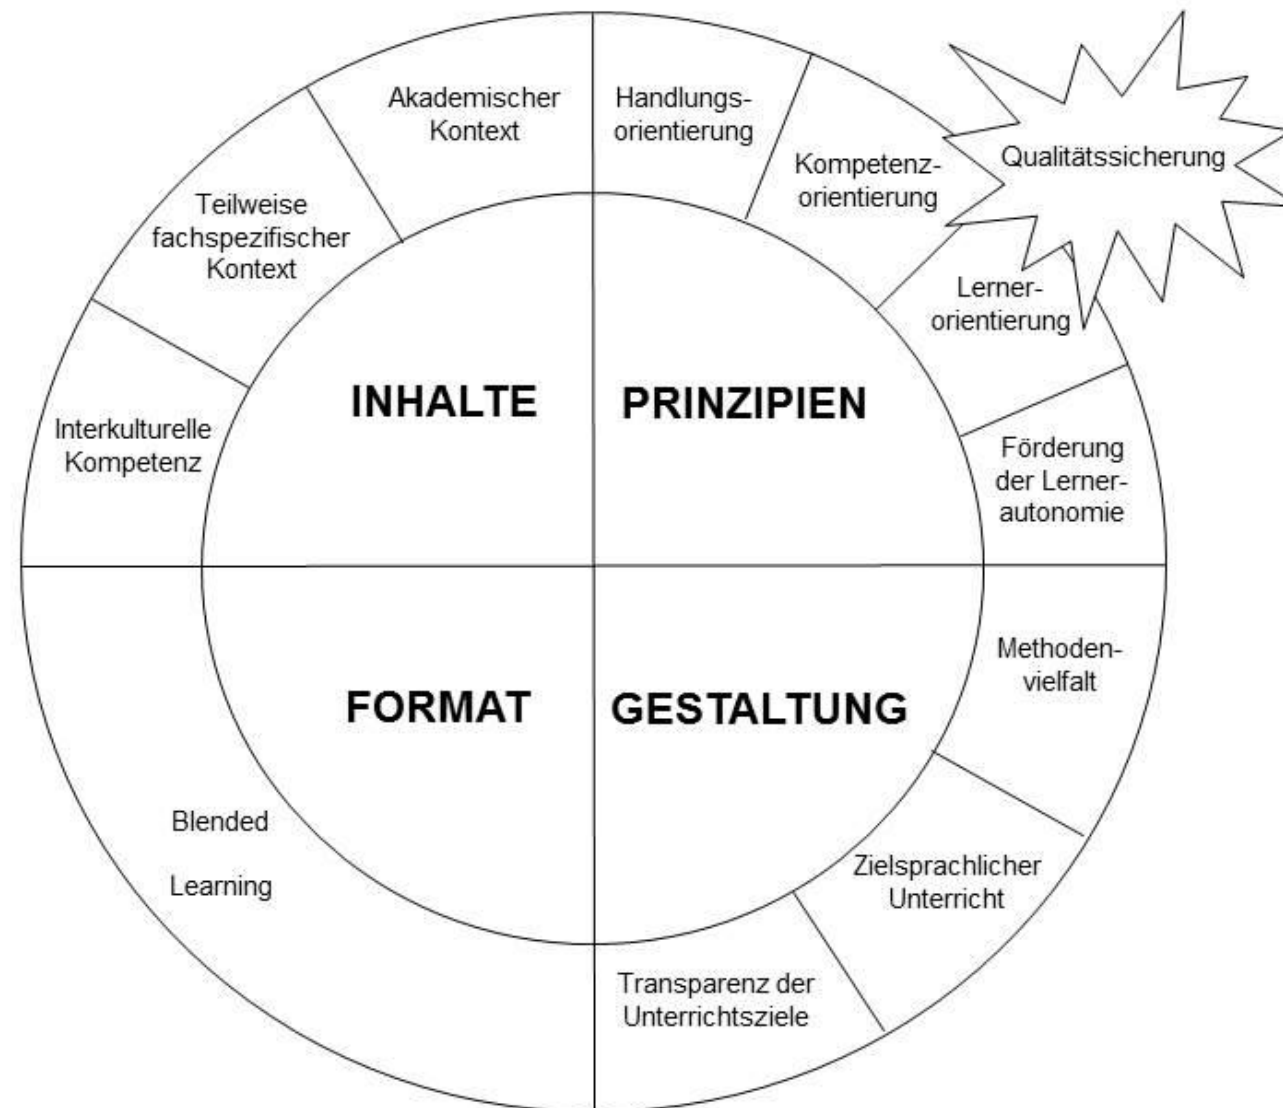 Akademischer
Kontext
Handlungs-
orientierung
Kompetenz-
orientierung
Qualitätssicherung
Teilweise
fachspezifischer
Kontext
Lerner-
orientierung
Interkulturelle
Kompetenz
INHALTE
PRINZIPIEN
Förderung
der Lerner-
autonomie
FORMAT
GESTALTUNG
Methoden-
vielfalt
Blended
Learning
Zielsprachlicher
Unterricht
Transparenz der
Unterrichtsziele